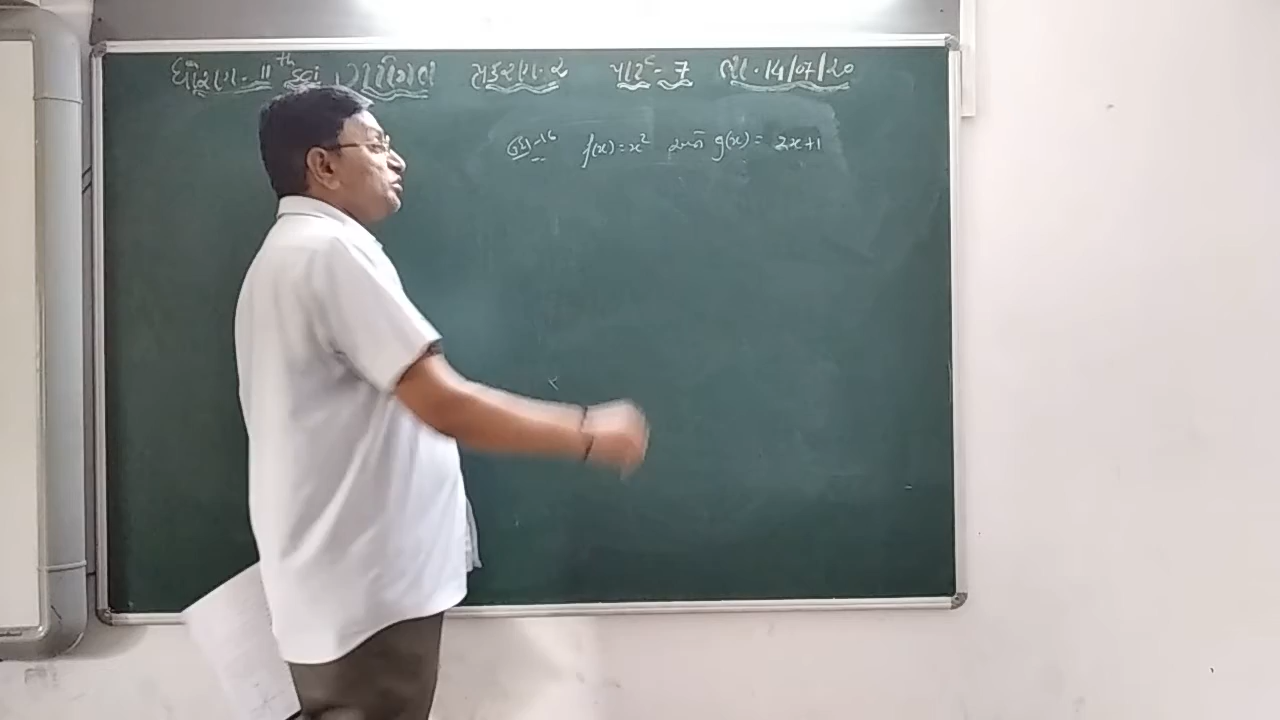 ધોરણ-11th sci ગણિત પ્રકરણ-2 પાર્ટ-7 તા.14/07/20
ઉદા-16 f(x)=x² અને g(x)= 2x+1